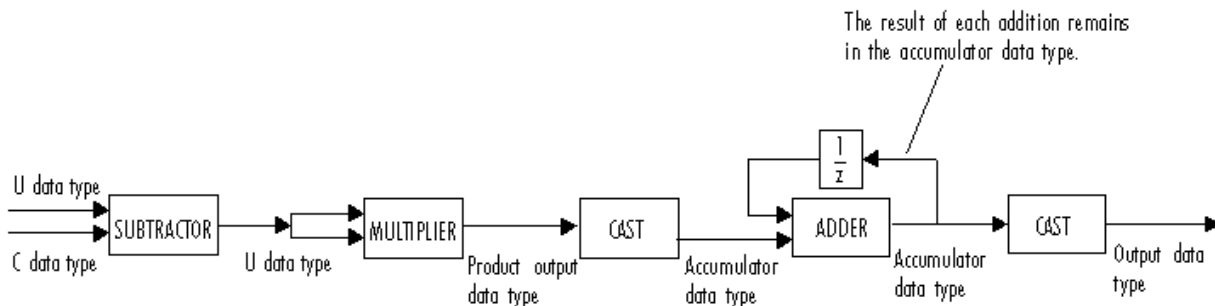 The result of each addition remains
in the accumulator data type.
1
z
U data type
SUBTRACTOR
C data type
U data type
MULTIPLIER
Product output
data type
CAST
Accumulator
data type
ADDER
Accumulator
data type
CAST
Output data
type